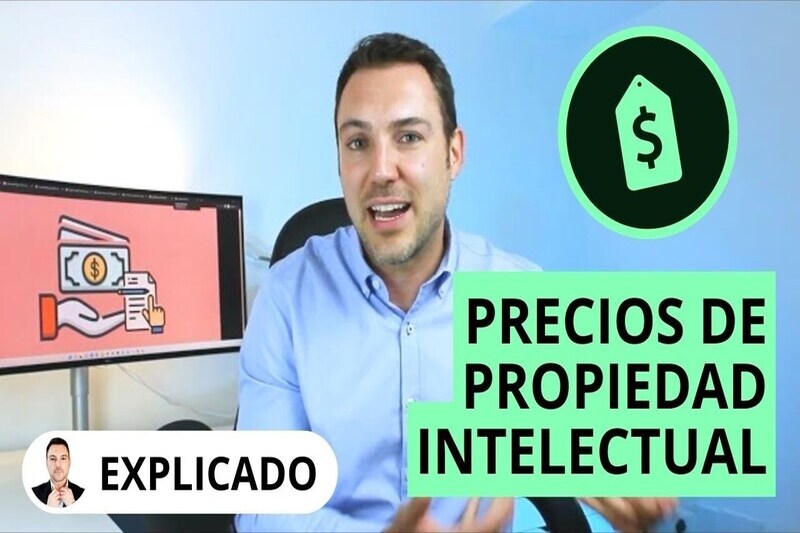 $
$
PRECIOS DE
PROPIEDAD
INTELECTUAL
EXPLICADO